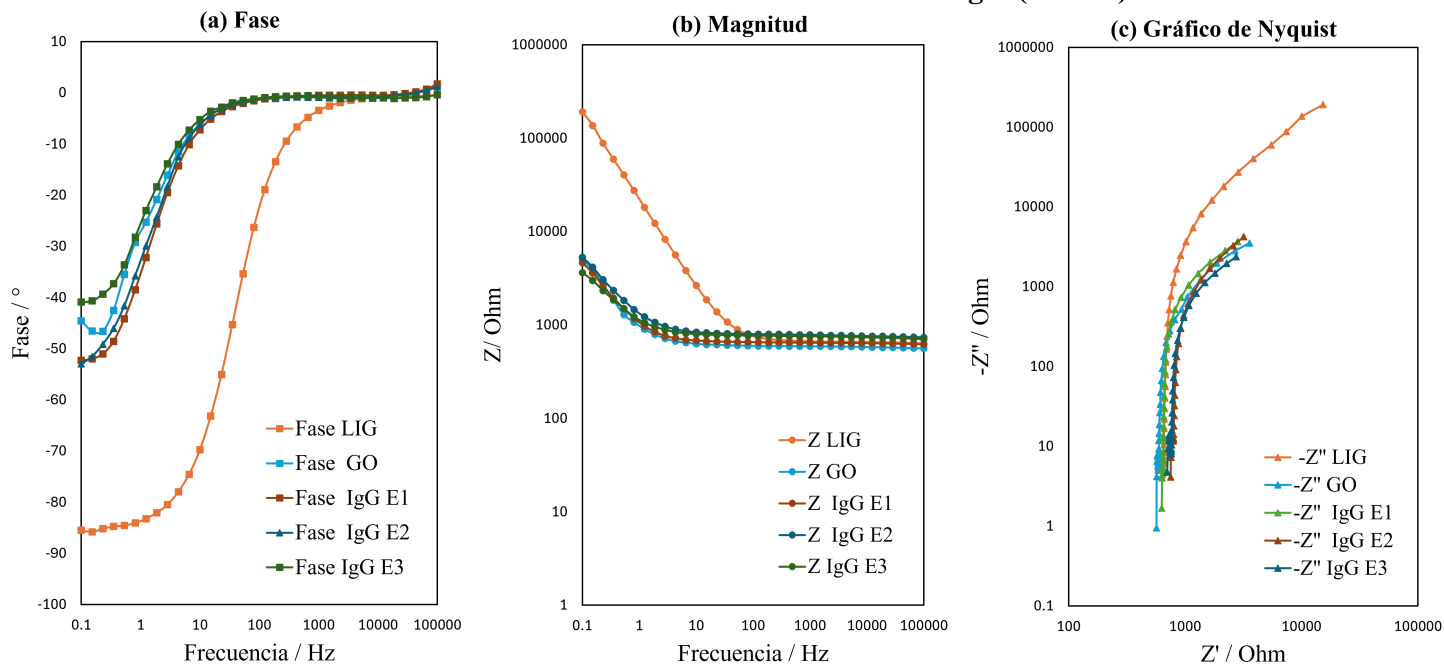 (a) Fase
10
0
-10
-20
-30
-40
-50
-60
-70
-80
-90
-100
Fase / °
0.1 1 10 100 1000 10000 100000
Frecuencia / Hz
Fase LIG
Fase GO
Fase IgG E1
Fase IgG E2
Fase IgG E3
(b) Magnitud
1000000
100000
10000
1000
100
10
1
Z/ Ohm
0.1 1 10 100 1000 10000 100000
Frecuencia / Hz
Z LIG
Z GO
Z IgG E1
Z IgG E2
Z IgG E3
(c) Gráfico de Nyquist
1000000
100000
10000
1000
100
10
1
0.1
-Z" / Ohm
100 1000 10000 100000
Z' / Ohm
-Z" LIG
-Z" GO
-Z" IgG E1
-Z" IgG E2
-Z" IgG E3